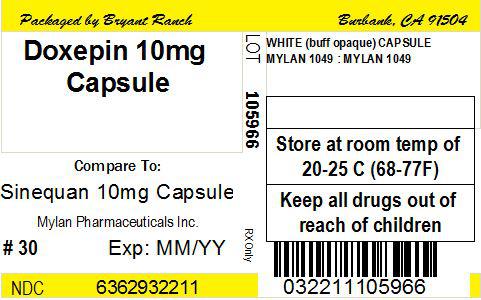 Packaged by Bryant Ranch
Burbank, CA 91504
Doxepin 10mg
Capsule
Compare To:
Sinequan 10mg Capsule
Mylan Pharmaceuticals Inc.
# 30 Exp: MM/YY
NDC 6362932211
LOT 105966
RX Only
WHITE (buff opaque) CAPSULE
MYLAN 1049 : MYLAN 1049
Store at room temp of
20-25 C (68-77F)
Keep all drugs out of
reach of children
032211105966